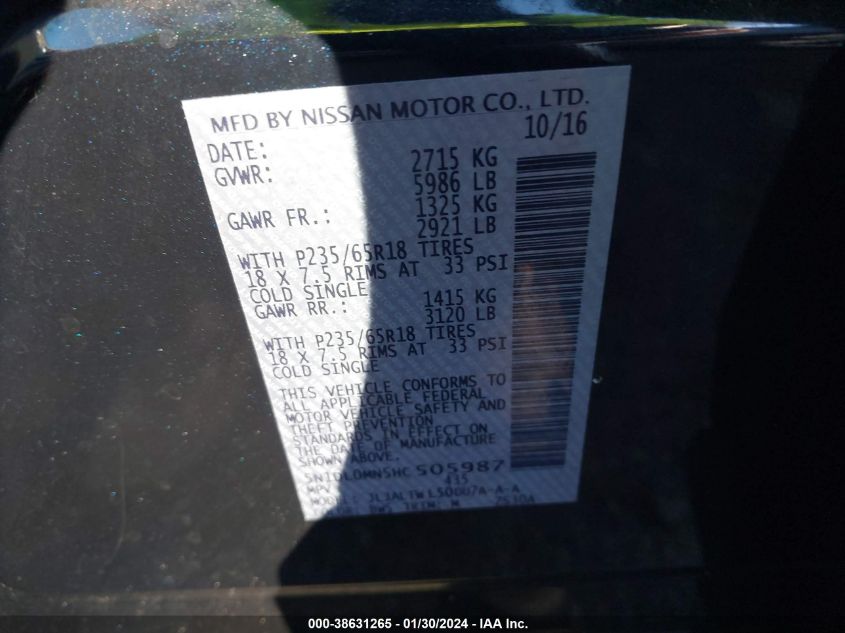 MFD BY NISSAN MOTOR CO., LTD.
10/16
DATE:
GVWR: 2715 KG
5986 LB
GAWR FR.: 1325 KG
2921 LB
WITH P235/65R18 TIRES
18 X 7.5 RIMS AT 33 PSI
COLD SINGLE
GAWR RR.: 1415 KG
3120 LB
WITH P235/65R18 TIRES
18 X 7.5 RIMS AT 33 PSI
COLD SINGLE
THIS VEHICLE CONFORMS TO
ALL APPLICABLE FEDERAL
MOTOR VEHICLE SAFETY AND
THEFT PREVENTION
STANDARDS IN EFFECT ON
THE DATE OF MANUFACTURE
SHOWN ABOVE.
5N1DL0MN5HC505987
MPV 435
000-38631265 - 01/30/2024 - IAA Inc.